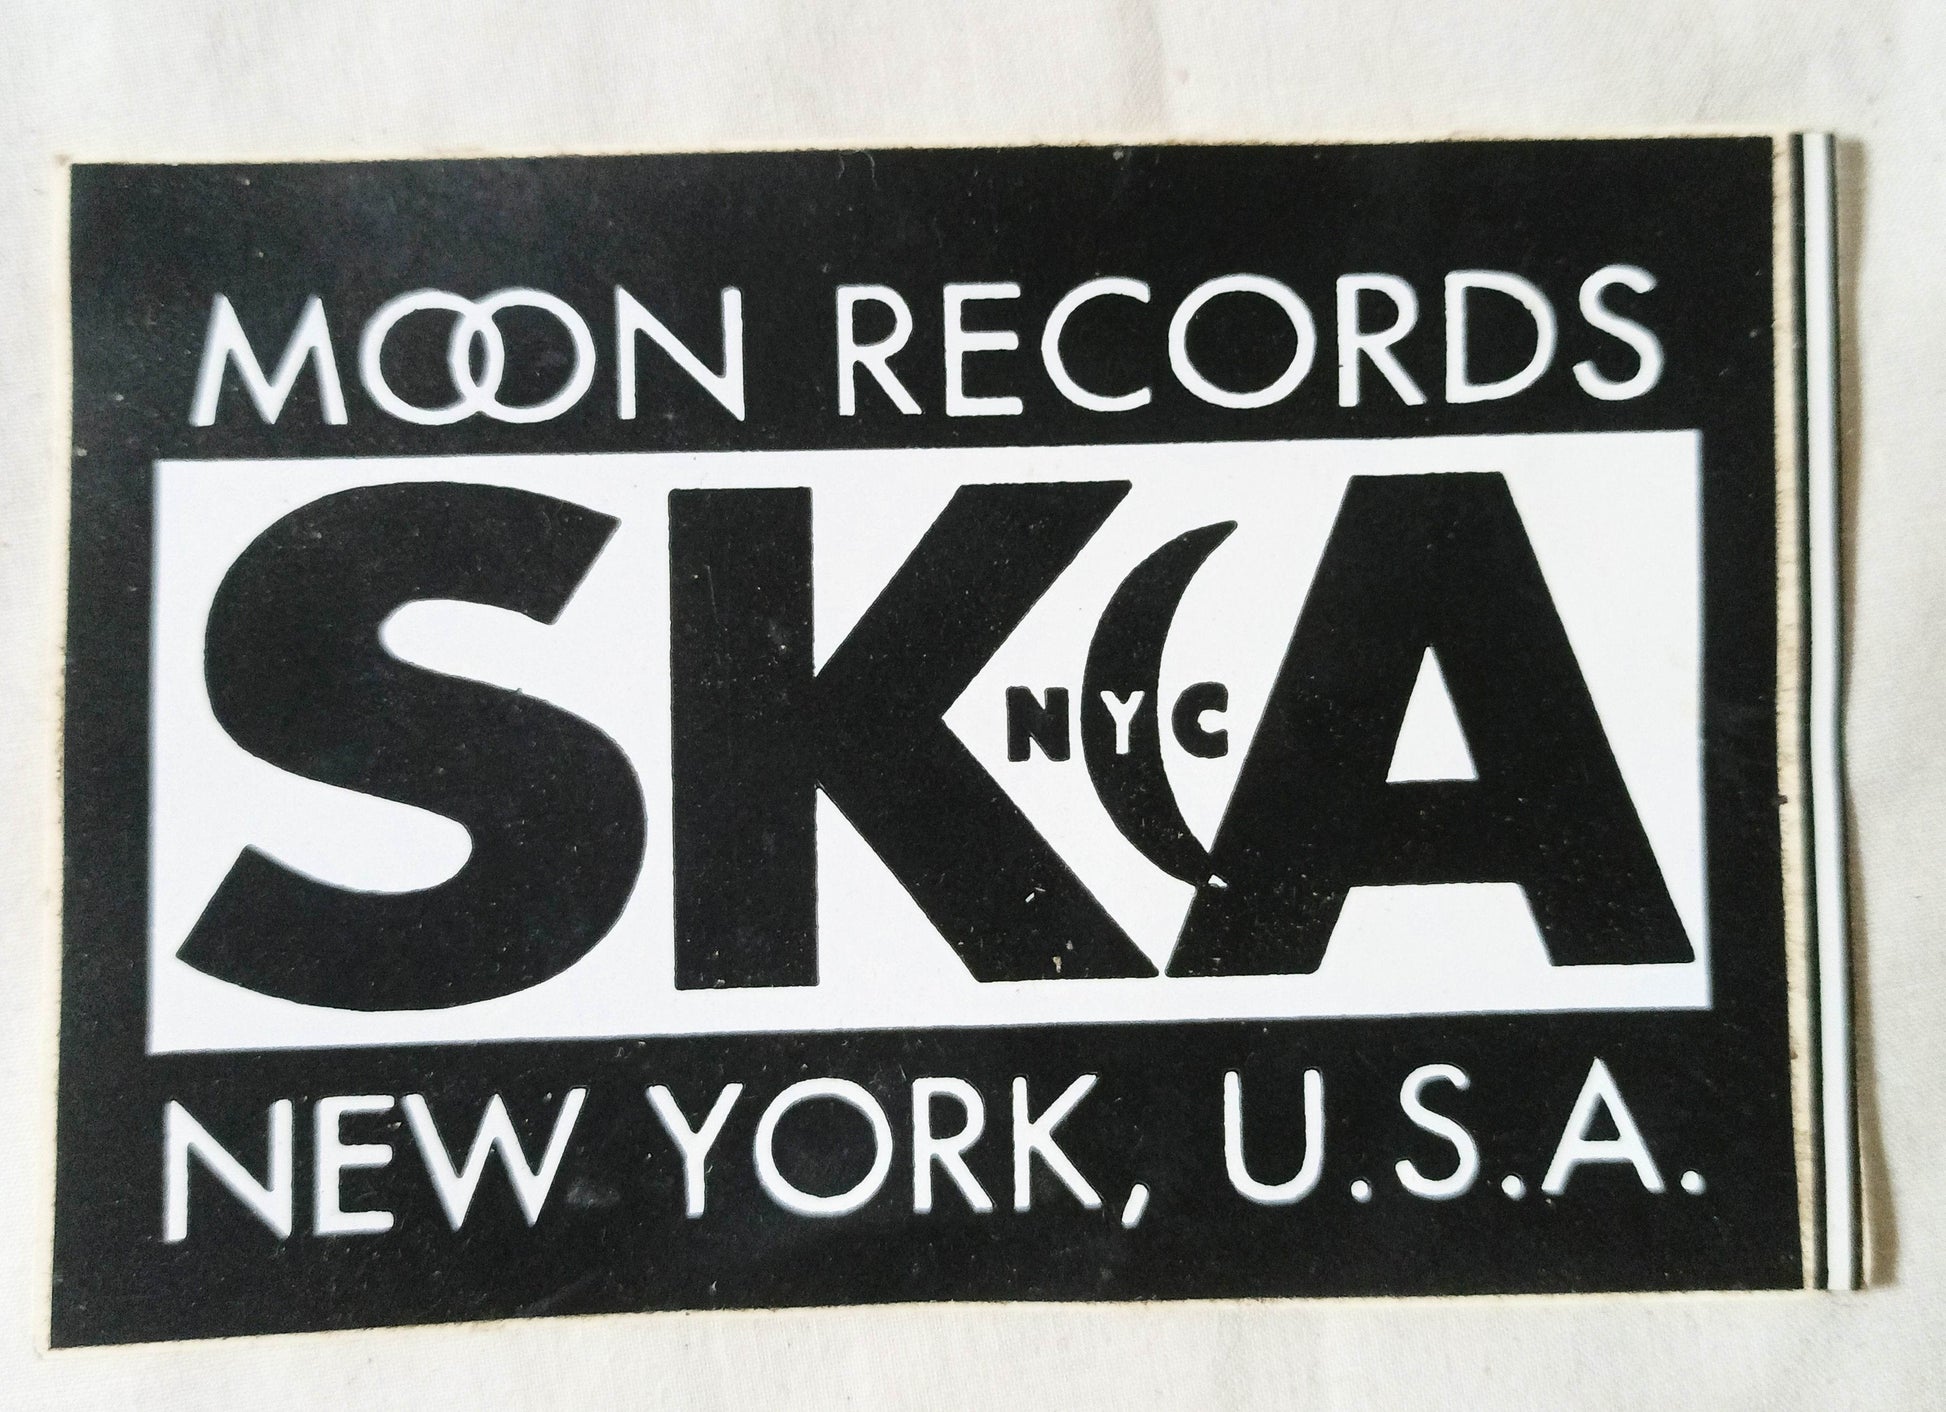 MOON RECORDS
SKA
NYC
NEW YORK, U.S.A.